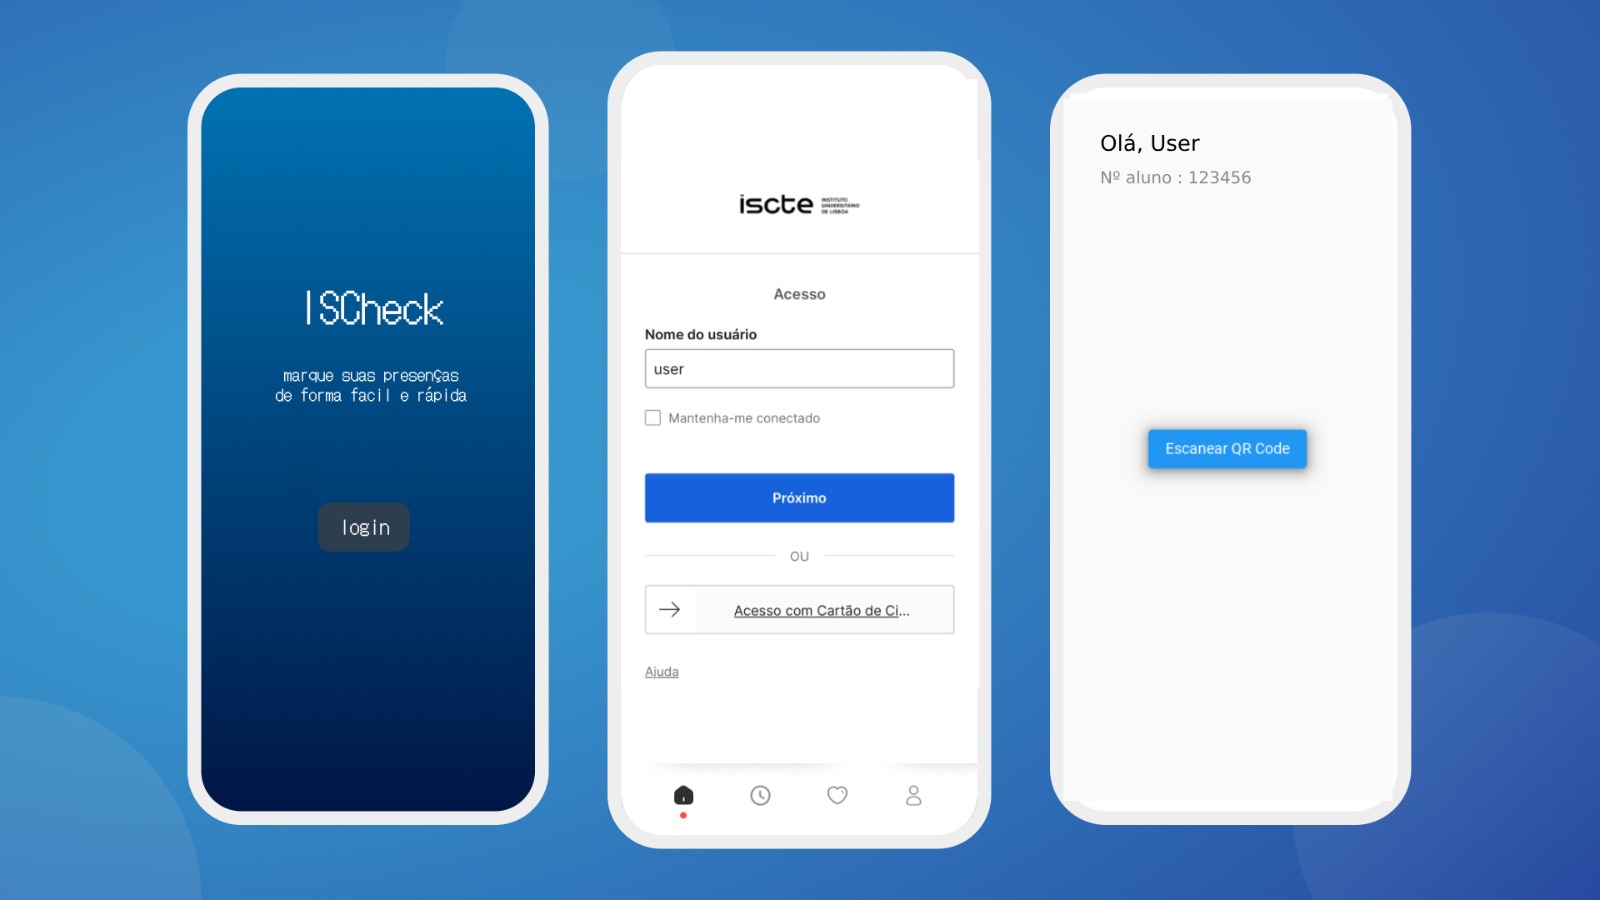 ISCheck
marque suas presenças
de forma facil e rápida
login
iscte
INSTITUTO
UNIVERSITÁRIO
DE LISBOA
Acesso
Nome do usuário
user
Mantenha-me conectado
Próximo
OU
Acesso com Cartão de Ci...
Ajuda
Olá, User
Nº aluno : 123456
Escanear QR Code